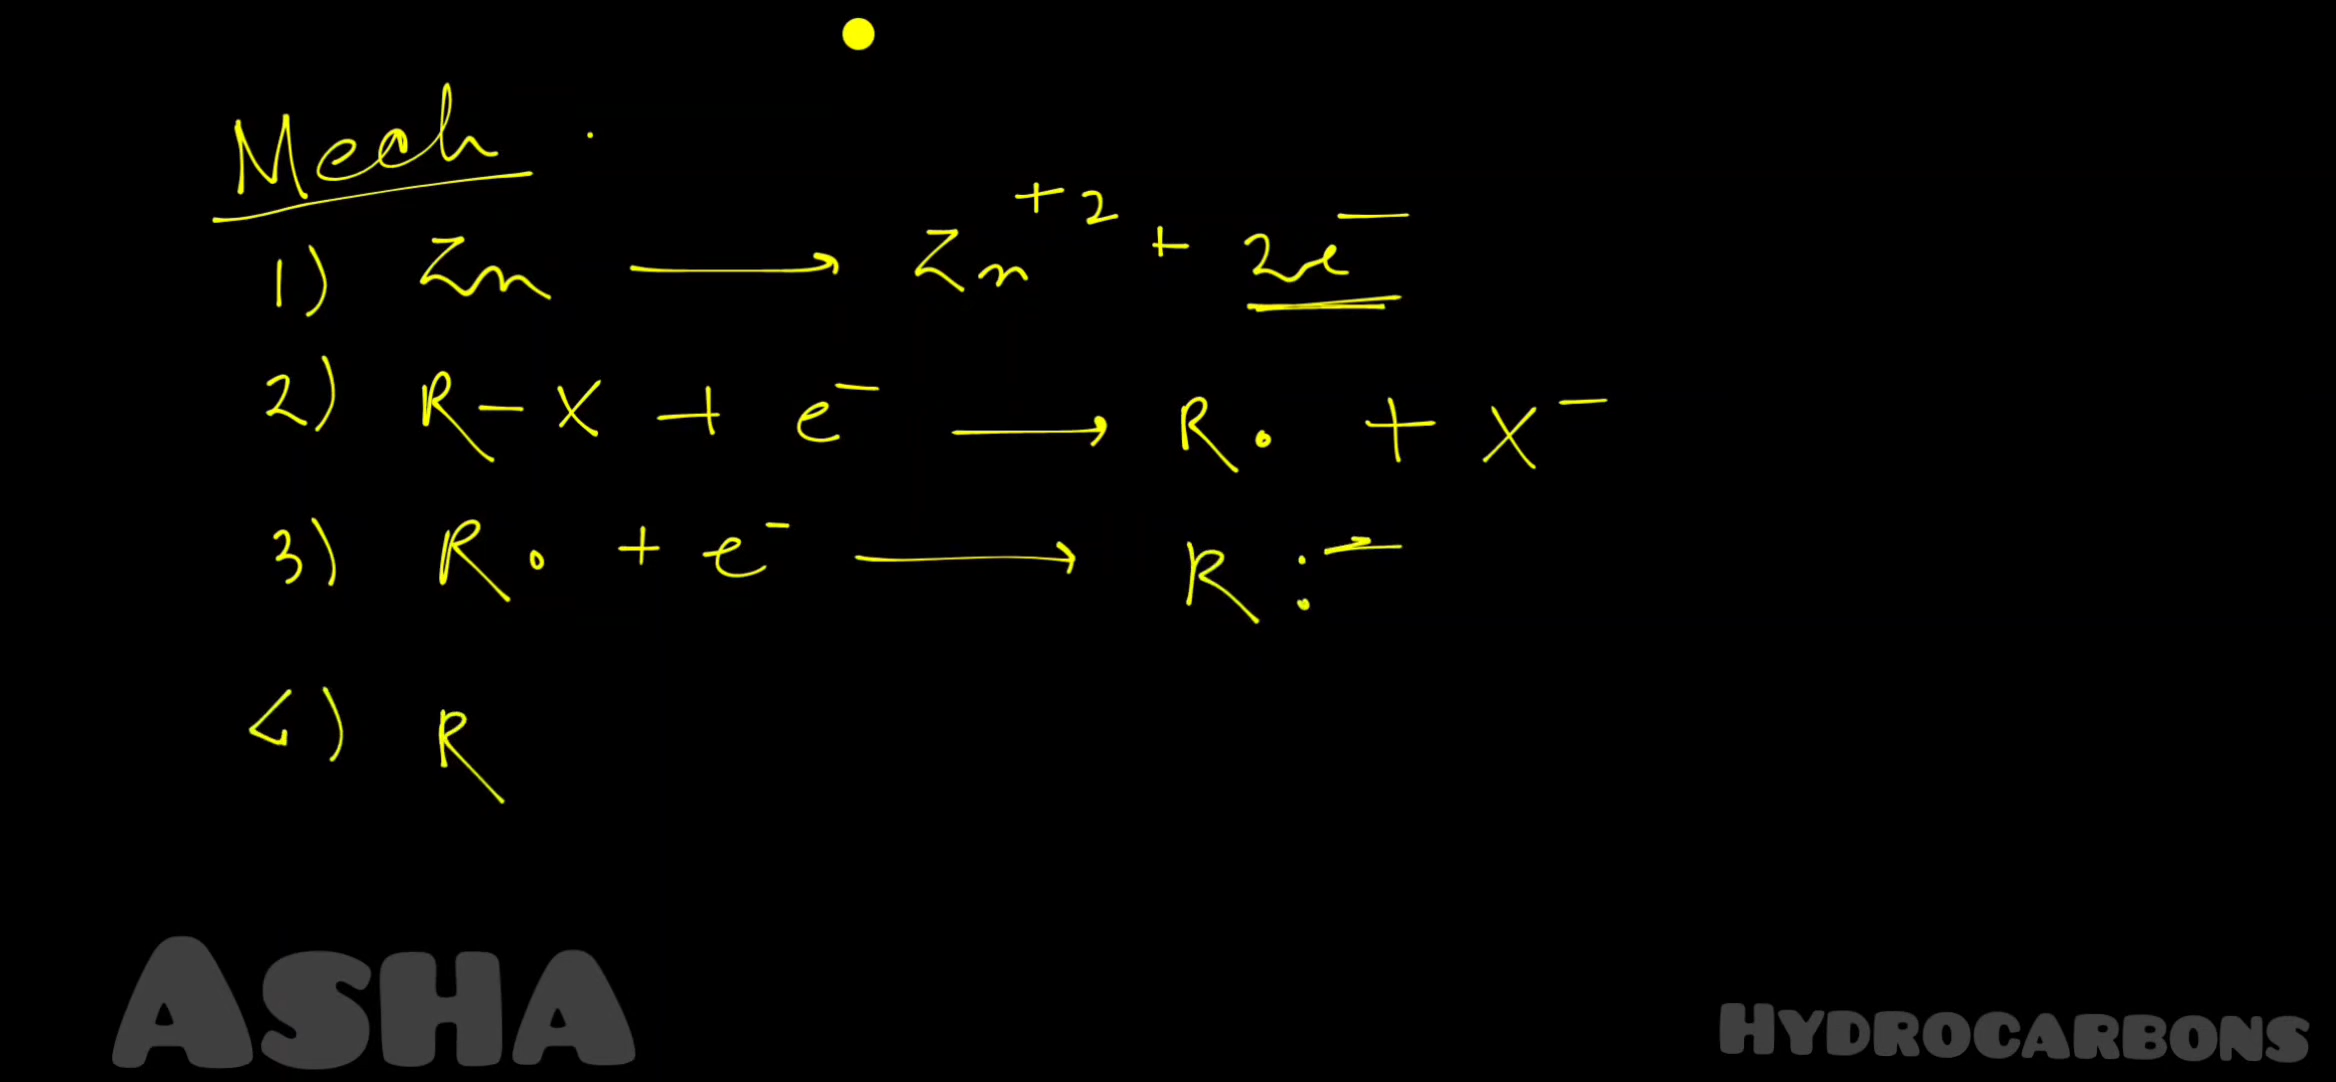 Mech
1) Zn ⟶ Zn⁺² + 2e⁻
2) R-X + e⁻ ⟶ R• + X⁻
3) R• + e⁻ ⟶ R:⁻
4) R
ASHA
HYDROCARBONS